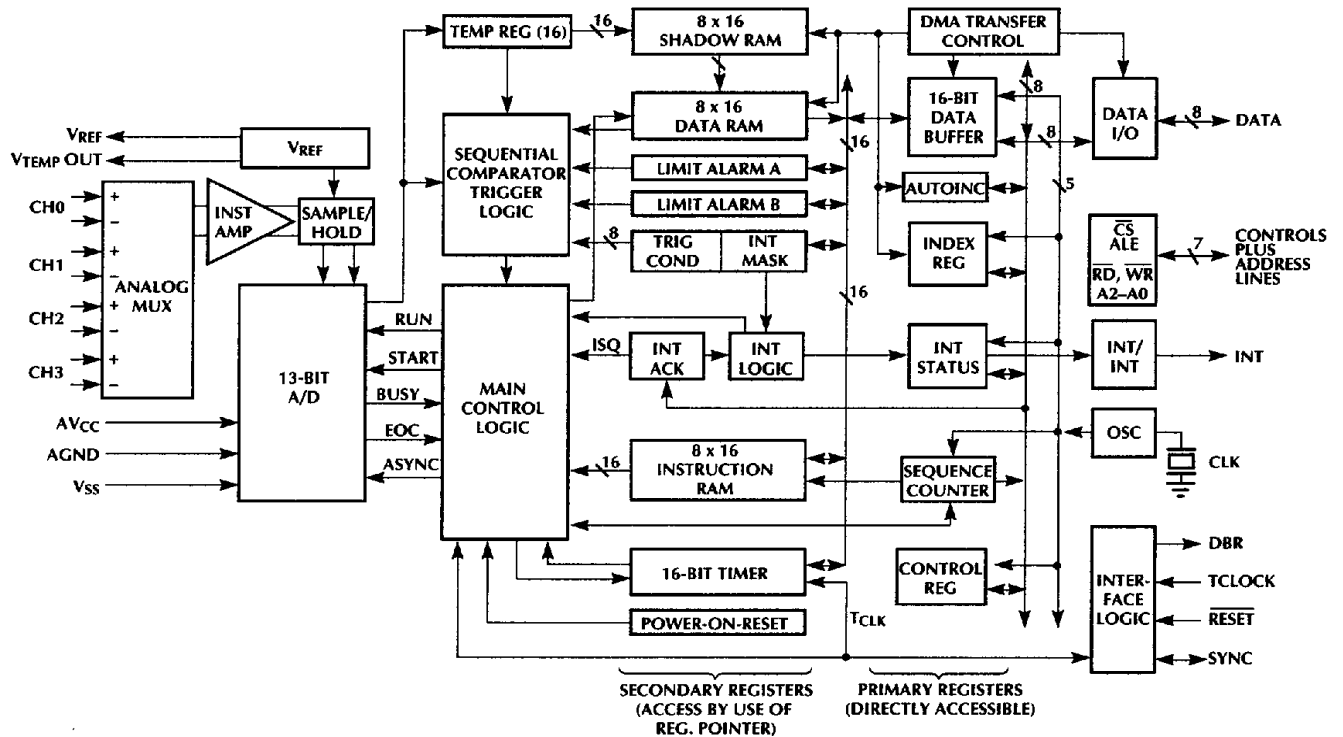 TEMP REG (16)
16
8 x 16
SHADOW RAM
DMA TRANSFER
CONTROL
8 x 16
DATA RAM
16-BIT
DATA
BUFFER
8
8
DATA
I/O
8
DATA
VREF
VTEMP OUT
VREF
SEQUENTIAL
COMPARATOR
TRIGGER
LOGIC
16
LIMIT ALARM A
LIMIT ALARM B
AUTOINC
5
CH0
+
−
CH1
+
−
CH2
+
−
CH3
+
−
ANALOG
MUX
INST
AMP
SAMPLE/
HOLD
8
TRIG
COND
INT
MASK
INDEX
REG
CS
ALE
RD, WR
A2–A0
7
CONTROLS
PLUS
ADDRESS
LINES
16
13-BIT
A/D
RUN
START
BUSY
EOC
ASYNC
MAIN
CONTROL
LOGIC
ISQ
INT
ACK
INT
LOGIC
INT
STATUS
INT/
INT
INT
AVCC
AGND
VSS
16
8 x 16
INSTRUCTION
RAM
SEQUENCE
COUNTER
OSC
CLK
16-BIT TIMER
CONTROL
REG
INTER-
FACE
LOGIC
DBR
TCLOCK
RESET
SYNC
POWER-ON-RESET
TCLK
SECONDARY REGISTERS
(ACCESS BY USE OF
REG. POINTER)
PRIMARY REGISTERS
(DIRECTLY ACCESSIBLE)